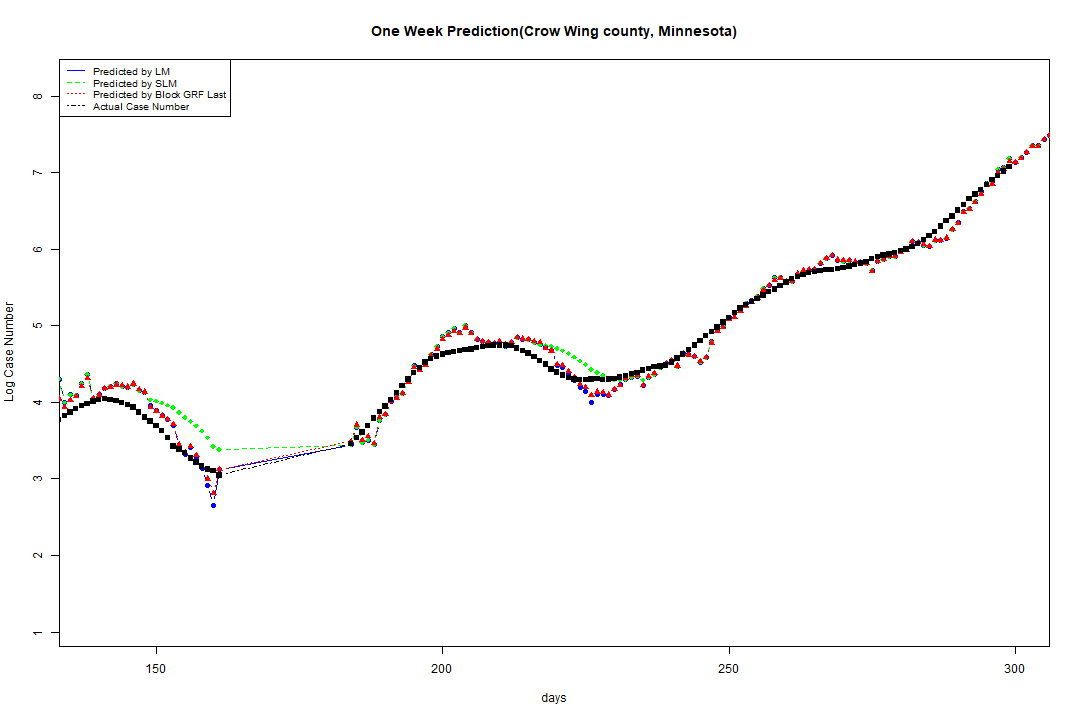 One Week Prediction(Crow Wing county, Minnesota)
Predicted by LM
Predicted by SLM
Predicted by Block GRF Last
Actual Case Number
8
7
6
5
4
3
2
1
Log Case Number
150 200 250 300
days